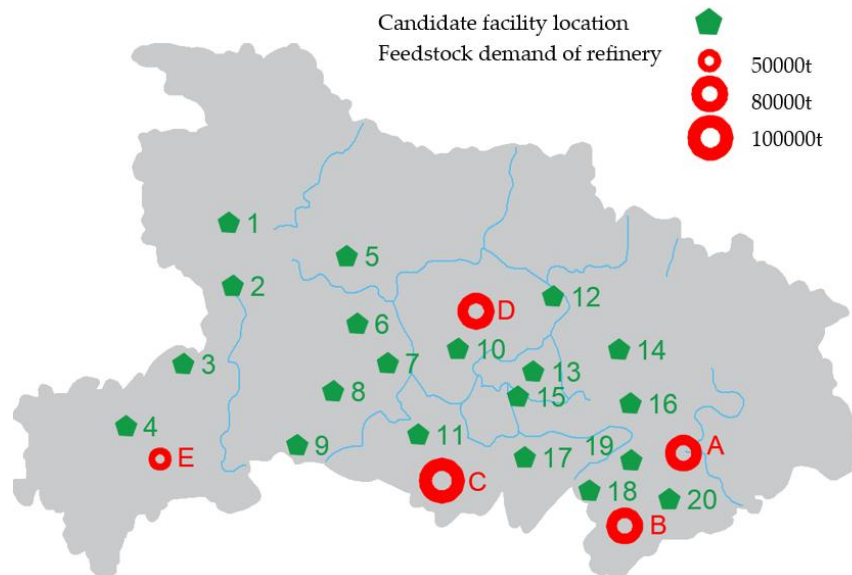 Candidate facility location
Feedstock demand of refinery
50000t
80000t
100000t
1
5
2
12
D
6
14
10
3
7
13
8
15
16
4
11
9
E
17
19
A
C
18
20
B